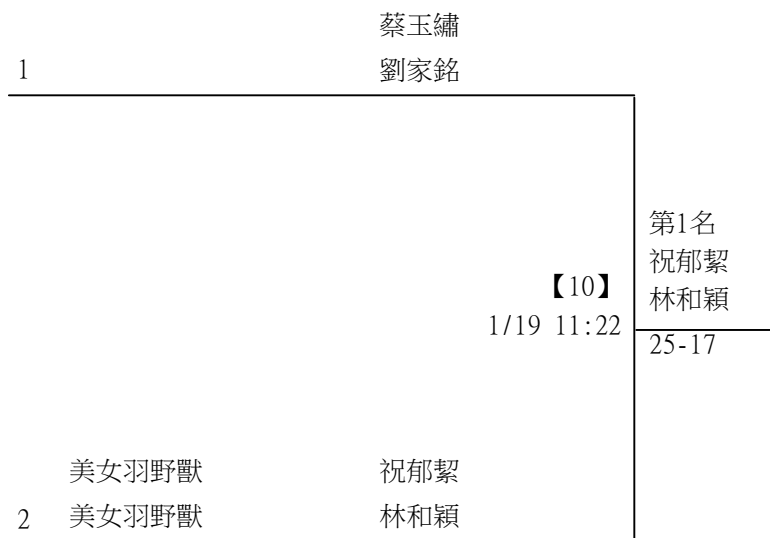 蔡玉繡
1 劉家銘
第1名
祝郁絜
林和穎
【10】
1/19 11:22
25-17
美女羽野獸 祝郁絜
2 美女羽野獸 林和穎